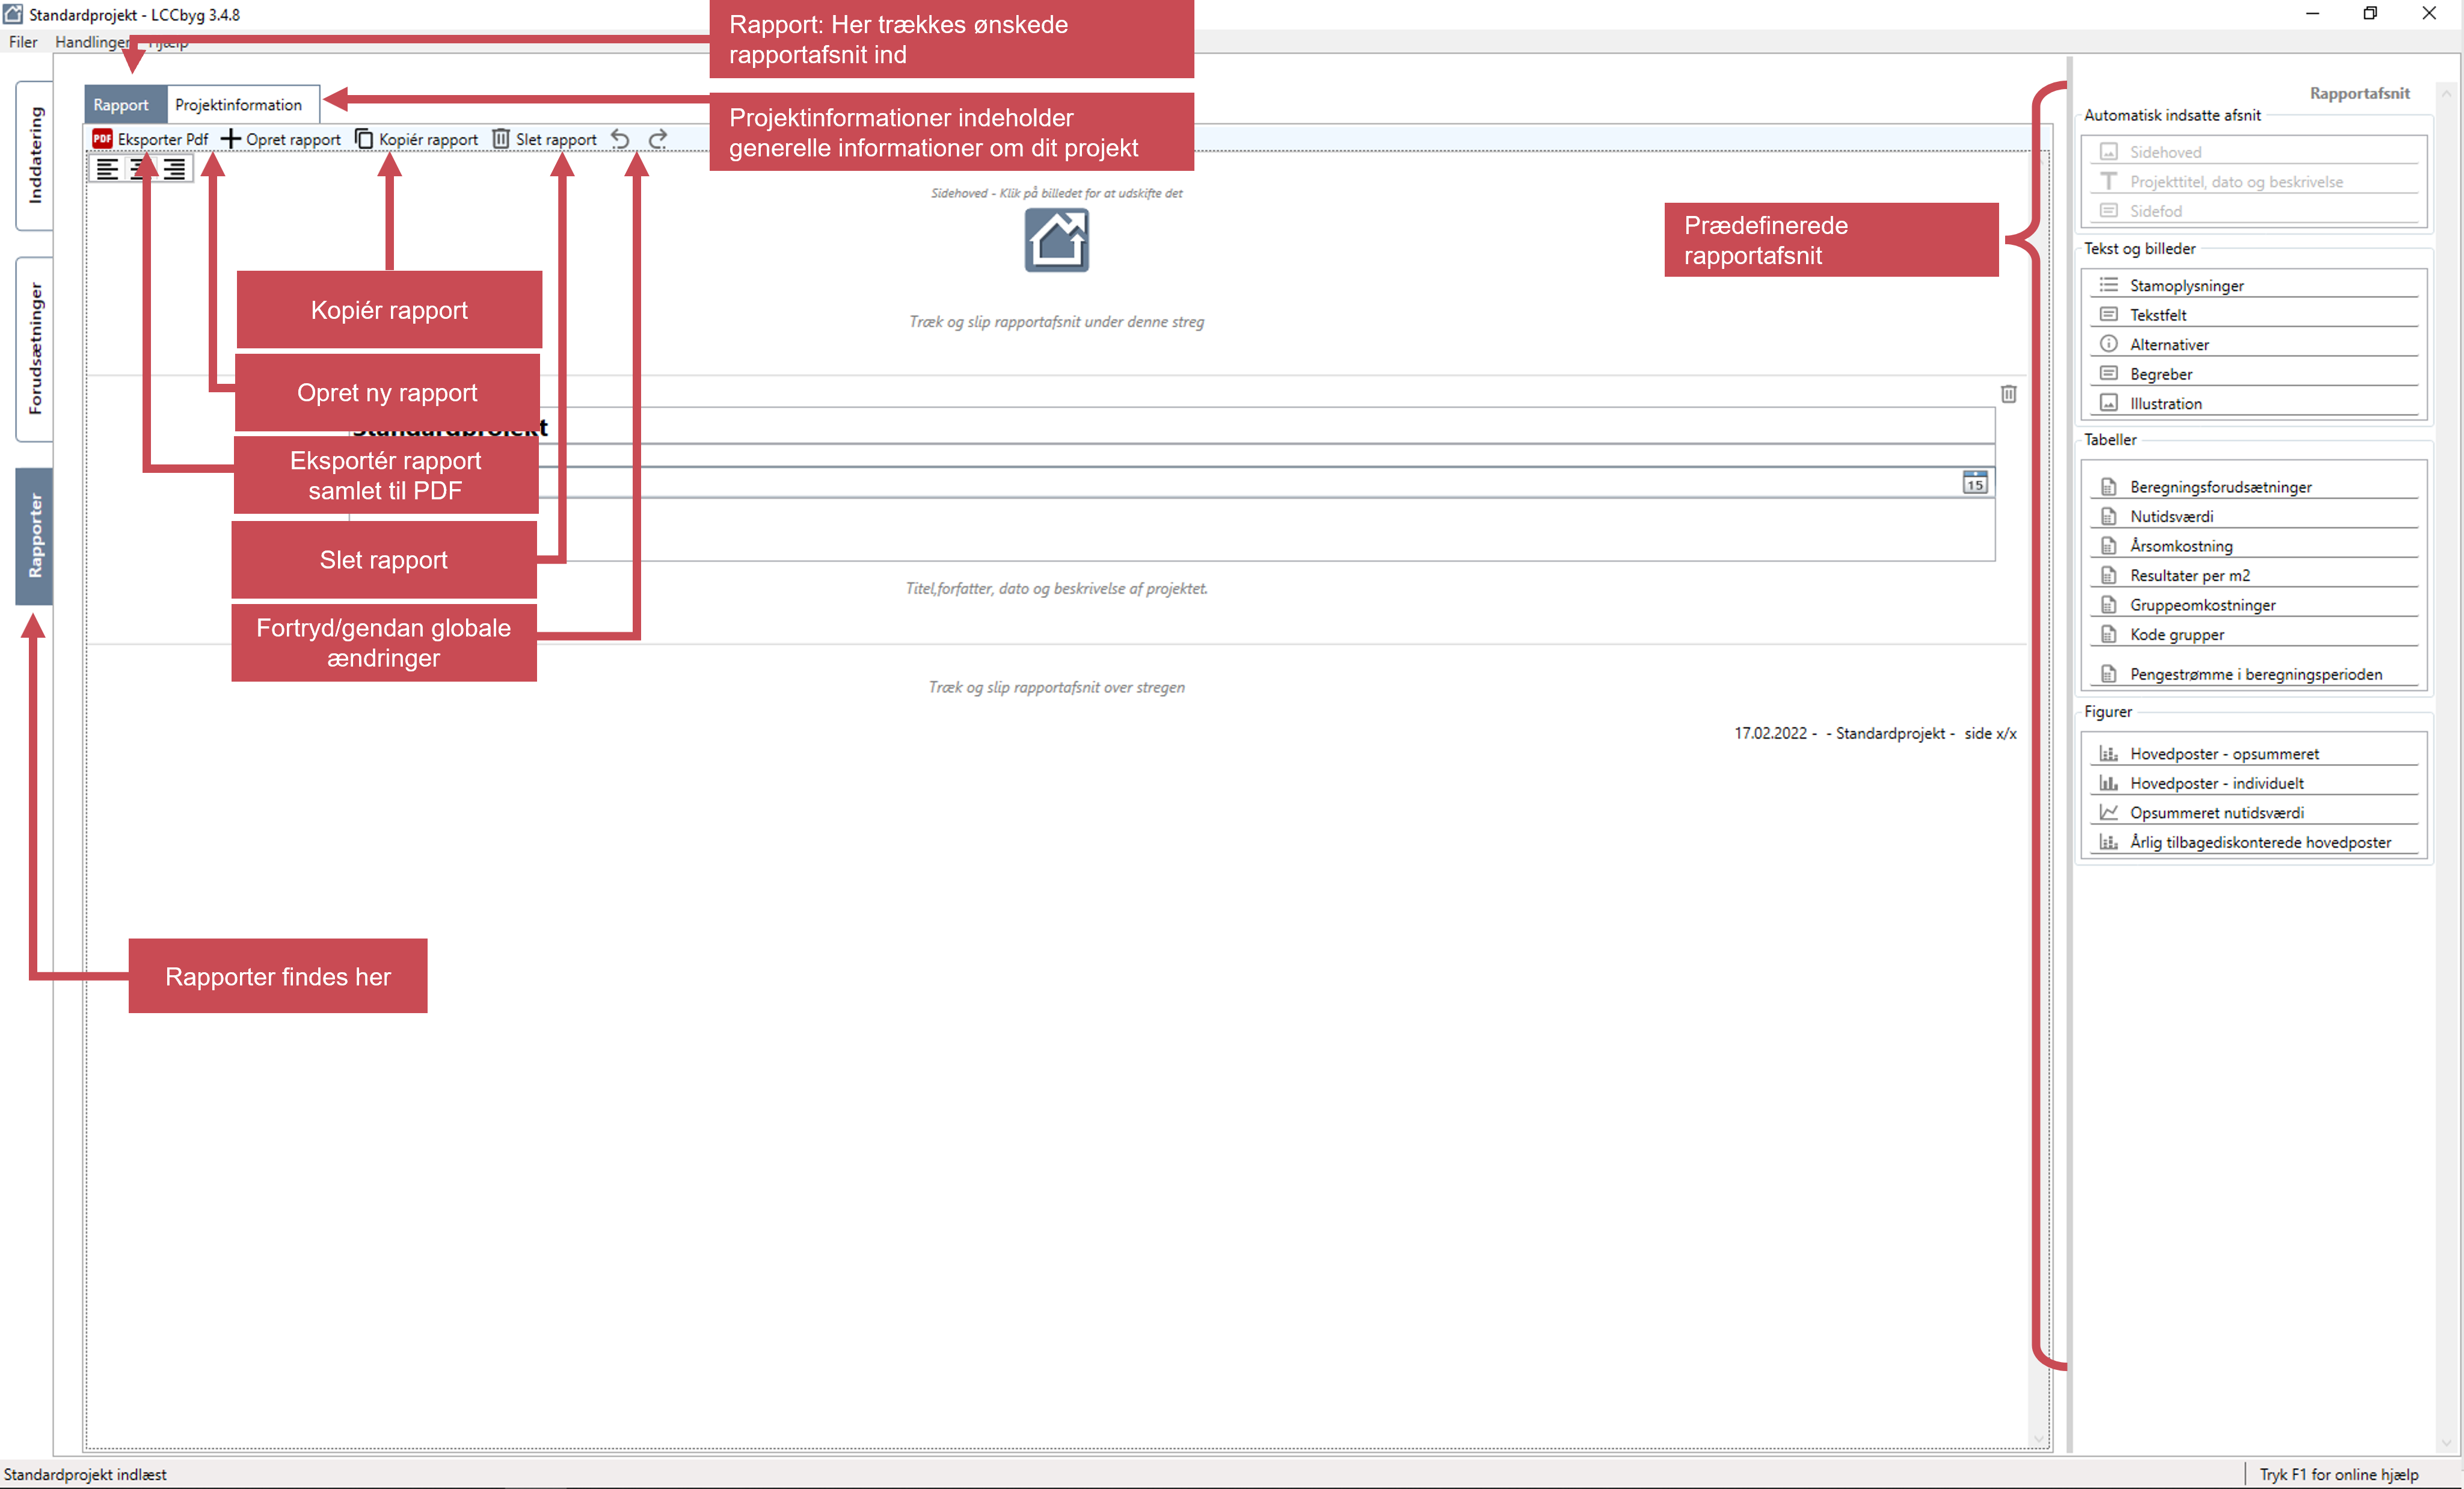 Standardprojekt - LCCbyg 3.4.8
Filer Handlinger Hjælp
Rapport: Her trækkes ønskede
rapportafsnit ind
Rapport Projektinformation
Projektinformationer indeholder
generelle informationer om dit projekt
Eksporter Pdf Opret rapport Kopiér rapport Slet rapport
Inddatering
Forudsætninger
Rapporter
Sidehoved - Klik på billedet for at udskifte det
Træk og slip rapportafsnit under denne streg
Kopiér rapport
Opret ny rapport
Standardprojekt
Eksportér rapport
samlet til PDF
15
Slet rapport
Titel,forfatter, dato og beskrivelse af projektet.
Fortryd/gendan globale
ændringer
Træk og slip rapportafsnit over stregen
17.02.2022 - - Standardprojekt - side x/x
Rapporter findes her
Prædefinerede
rapportafsnit
Rapportafsnit
Automatisk indsatte afsnit
Sidehoved
Projekttitel, dato og beskrivelse
Sidefod
Tekst og billeder
Stamoplysninger
Tekstfelt
Alternativer
Begreber
Illustration
Tabeller
Beregningsforudsætninger
Nutidsværdi
Årsomkostning
Resultater per m2
Gruppeomkostninger
Kode grupper
Pengestrømme i beregningsperioden
Figurer
Hovedposter - opsummeret
Hovedposter - individuelt
Opsummeret nutidsværdi
Årlig tilbagediskonterede hovedposter
Standardprojekt indlæst
Tryk F1 for online hjælp